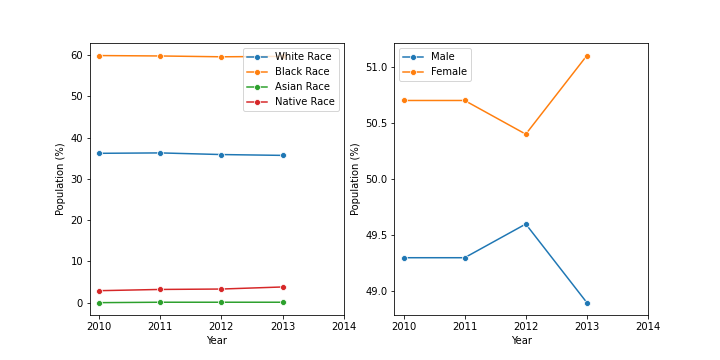 60
50
40
30
20
10
0
Population (%)
White Race
Black Race
Asian Race
Native Race
2010 2011 2012 2013 2014
Year
51.0
50.5
50.0
49.5
49.0
Population (%)
Male
Female
2010 2011 2012 2013 2014
Year